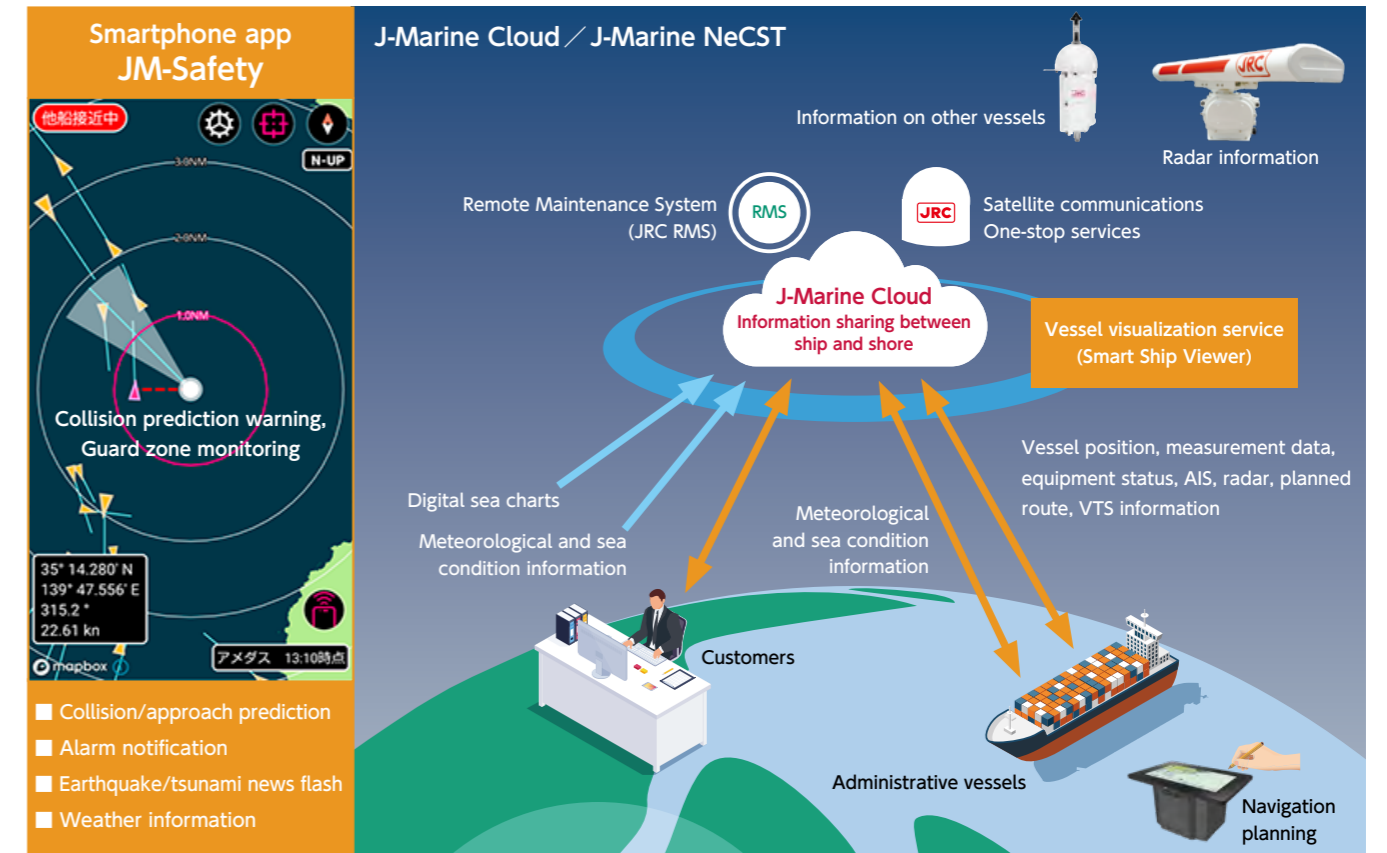 Smartphone app
JM-Safety
他船接近中
N-UP
3.0NM
2.0NM
1.0NM
Collision prediction warning,
Guard zone monitoring
35° 14.280' N
139° 47.556' E
315.2 °
22.61 kn
mapbox
アメダス 13:10時点
■ Collision/approach prediction
■ Alarm notification
■ Earthquake/tsunami news flash
■ Weather information
J-Marine Cloud／J-Marine NeCST
Information on other vessels
JRC
JRC
Radar information
Remote Maintenance System
(JRC RMS)
RMS
JRC
Satellite communications
One-stop services
J-Marine Cloud
Information sharing between
ship and shore
Vessel visualization service
(Smart Ship Viewer)
Digital sea charts
Meteorological and sea
condition information
Meteorological
and sea condition
information
Vessel position, measurement data,
equipment status, AIS, radar, planned
route, VTS information
Customers
Administrative vessels
Navigation
planning